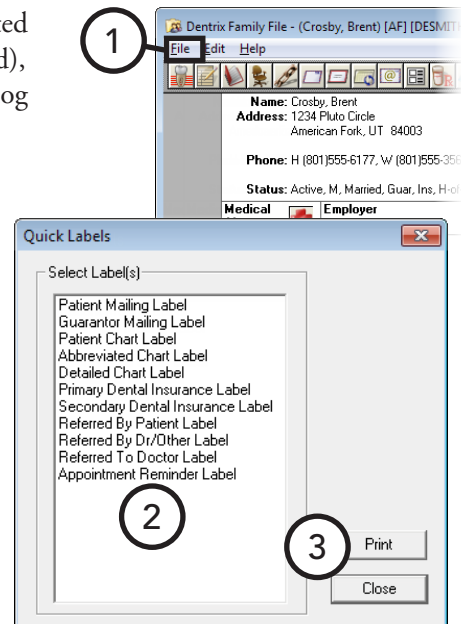 ted
d),
og
1
Dentrix Family File - (Crosby, Brent) [AF] [DESMIT
File Edit Help
Name: Crosby, Brent
Address: 1234 Pluto Circle
American Fork, UT 84003
Phone: H (801)555-6177, W (801)555-356
Status: Active, M, Married, Guar, Ins, H-of
Medical Employer
Quick Labels
Select Label(s)
Patient Mailing Label
Guarantor Mailing Label
Patient Chart Label
Abbreviated Chart Label
Detailed Chart Label
Primary Dental Insurance Label
Secondary Dental Insurance Label
Referred By Patient Label
Referred By Dr/Other Label
Referred To Doctor Label
Appointment Reminder Label
2
3 Print
Close